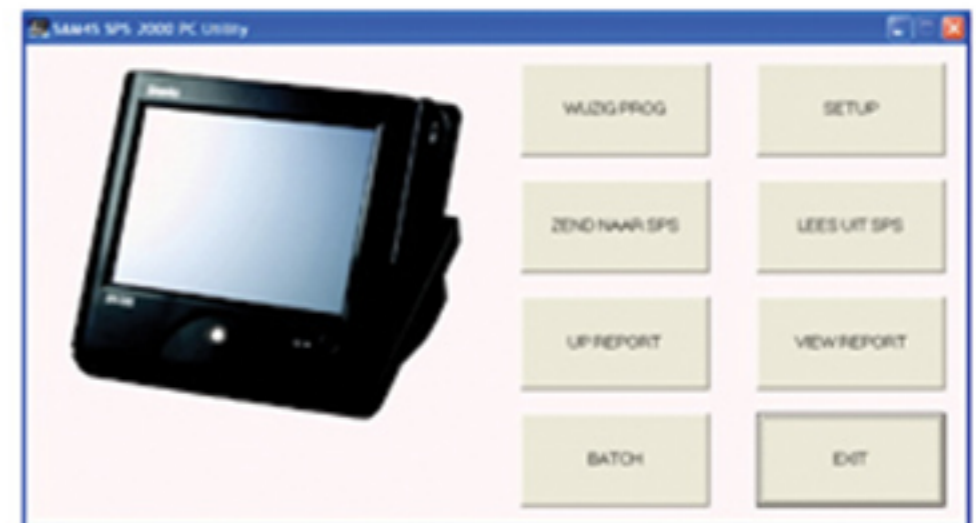 SAM4S SPS 2000 PC Utility
WIJZIG PROG
SETUP
ZEND NAAR SPS
LEES UIT SPS
UP REPORT
VIEW REPORT
BATCH
EXIT